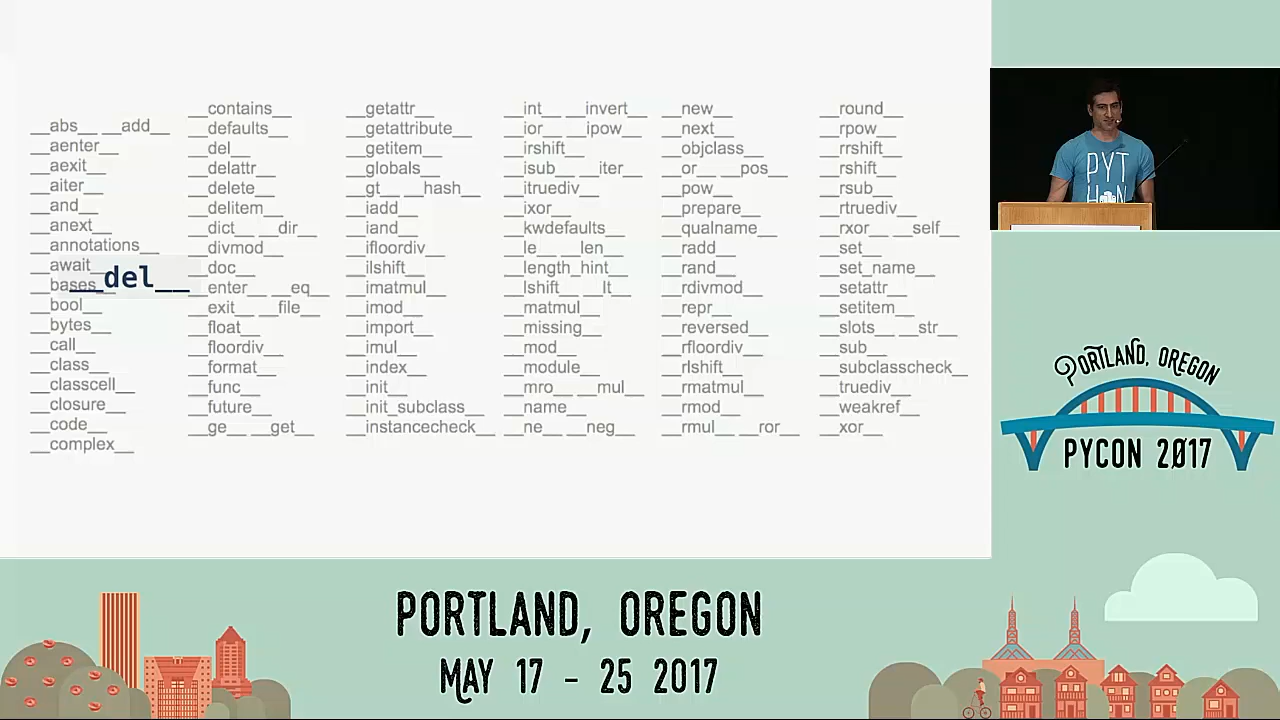 __abs__ __add__
__aenter__
__aexit__
__aiter__
__and__
__anext__
__annotations__
__await__
__bases__
__bool__
__bytes__
__call__
__class__
__classcell__
__closure__
__code__
__complex__
__del__
__contains__
__defaults__
__del__
__delattr__
__delete__
__delitem__
__dict__ __dir__
__divmod__
__doc__
__enter__ __eq__
__exit__ __file__
__float__
__floordiv__
__format__
__func__
__future__
__ge__ __get__
__getattr__
__getattribute__
__getitem__
__globals__
__gt__ __hash__
__iadd__
__iand__
__ifloordiv__
__ilshift__
__imatmul__
__imod__
__import__
__imul__
__index__
__init__
__init_subclass__
__instancecheck__
__int__ __invert__
__ior__ __ipow__
__irshift__
__isub__ __iter__
__itruediv__
__ixor__
__kwdefaults__
__le__ __len__
__length_hint__
__lshift__ __lt__
__matmul__
__missing__
__mod__
__module__
__mro__ __mul__
__name__
__ne__ __neg__
__new__
__next__
__objclass__
__or__ __pos__
__pow__
__prepare__
__qualname__
__radd__
__rand__
__rdivmod__
__repr__
__reversed__
__rfloordiv__
__rlshift__
__rmatmul__
__rmod__
__rmul__ __ror__
__round__
__rpow__
__rrshift__
__rshift__
__rsub__
__rtruediv__
__rxor__ __self__
__set__
__set_name__
__setattr__
__setitem__
__slots__ __str__
__sub__
__subclasscheck__
__truediv__
__weakref__
__xor__
PYT
HON
PORTLAND, OREGON
PYCON 2017
PORTLAND, OREGON
MAY 17 - 25 2017